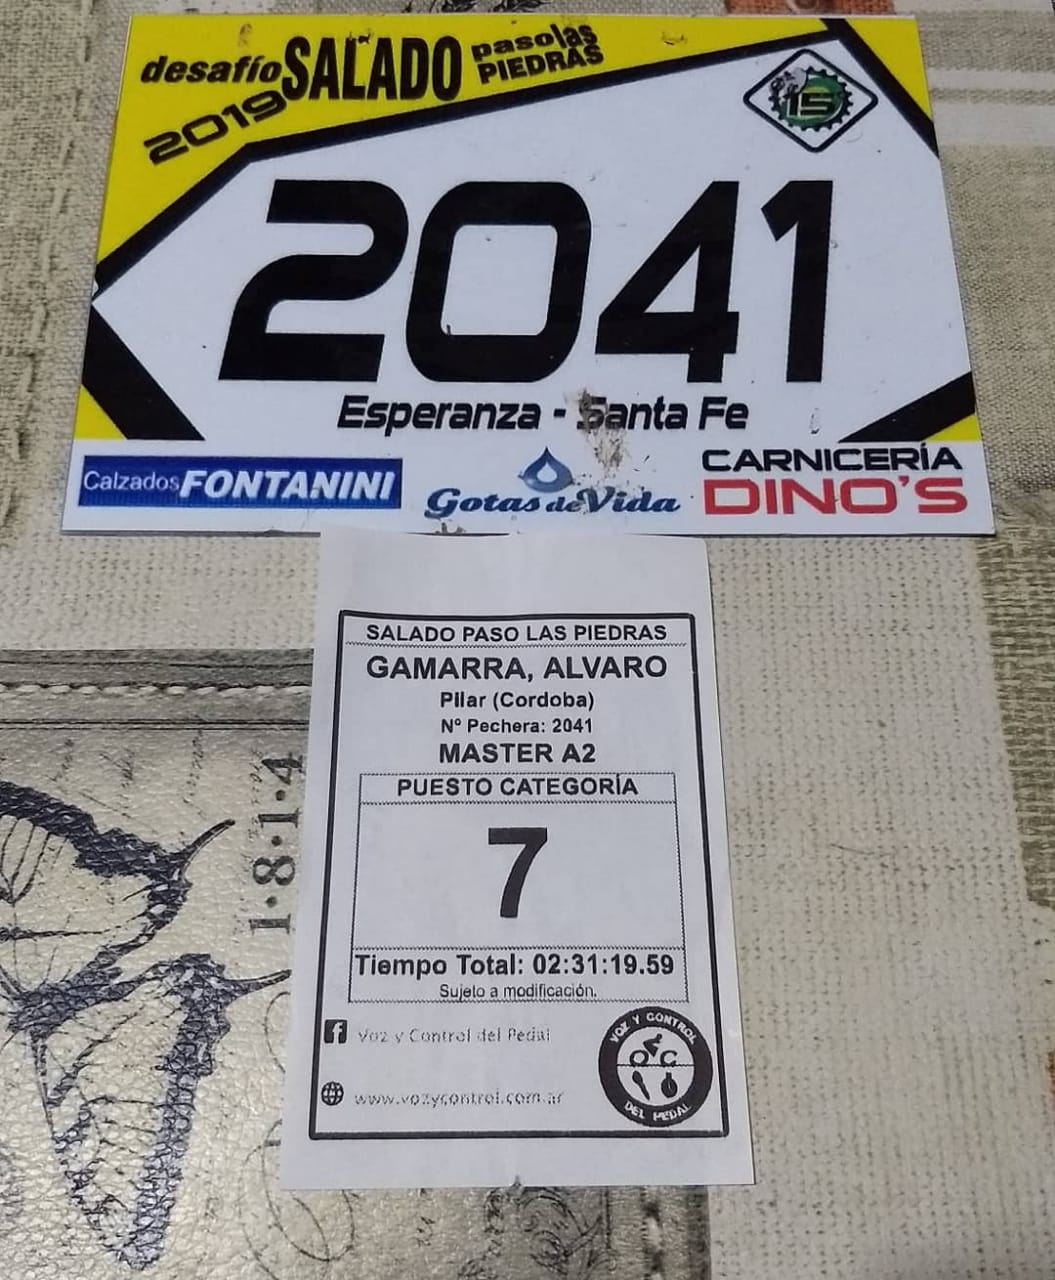 desafío SALADO paso las PIEDRAS
2019
IS
2041
Esperanza - Santa Fe
Calzados FONTANINI
Gotas de Vida
CARNICERÍA
DINO'S
SALADO PASO LAS PIEDRAS
GAMARRA, ALVARO
Pilar (Cordoba)
Nº Pechera: 2041
MASTER A2
PUESTO CATEGORÍA
7
Tiempo Total: 02:31:19.59
Sujeto a modificación.
Voz y Control del Pedal
www.vozycontrol.com.ar
VOZ Y CONTROL
DEL PEDAL
1·8·1·4